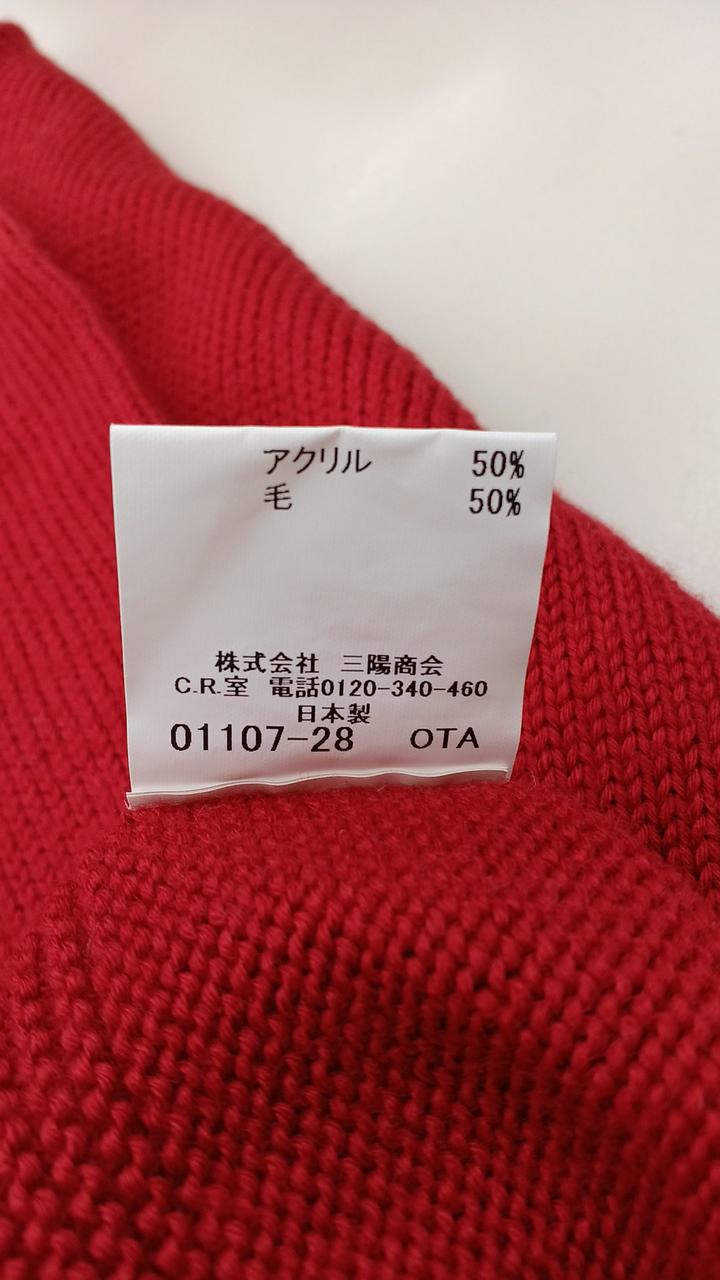 アクリル 50%
毛 50%
株式会社 三陽商会
C.R.室 電話0120-340-460
日本製
01107-28 OTA